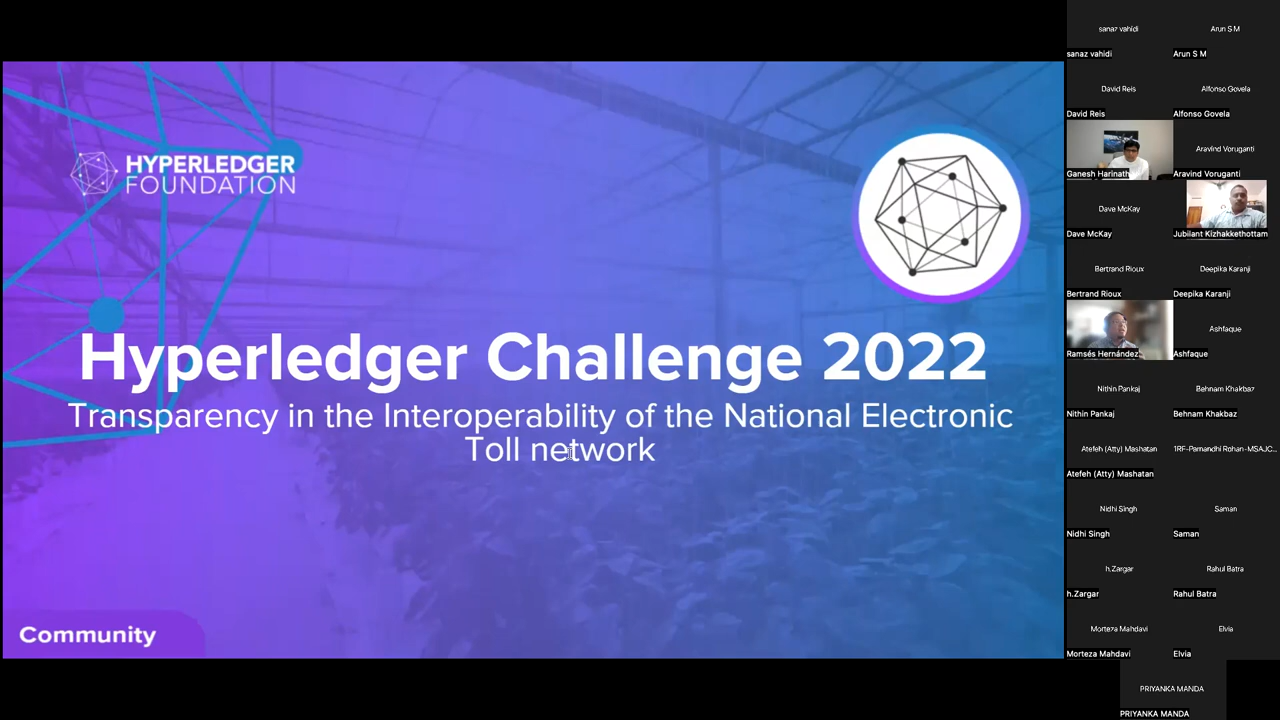 HYPERLEDGER
FOUNDATION
Hyperledger Challenge 2022
Transparency in the Interoperability of the National Electronic
Toll network
Community
sanaz vahidi
sanaz vahidi
Arun S M
Arun S M
David Reis
David Reis
Alfonso Govela
Alfonso Govela
Ganesh Harinath
Aravind Voruganti
Aravind Voruganti
Dave McKay
Dave McKay
Jubilant Kizhakkethottam
Bertrand Rioux
Bertrand Rioux
Deepika Karanji
Deepika Karanji
Ramsés Hernández
Ashfaque
Ashfaque
Nithin Pankaj
Nithin Pankaj
Behnam Khakbaz
Behnam Khakbaz
Atefeh (Atty) Mashatan
Atefeh (Atty) Mashatan
1RF-Pamandhi Rohan-MSAJC...
Nidhi Singh
Nidhi Singh
Saman
Saman
h.Zargar
h.Zargar
Rahul Batra
Rahul Batra
Morteza Mahdavi
Morteza Mahdavi
Elvia
Elvia
PRIYANKA MANDA
PRIYANKA MANDA